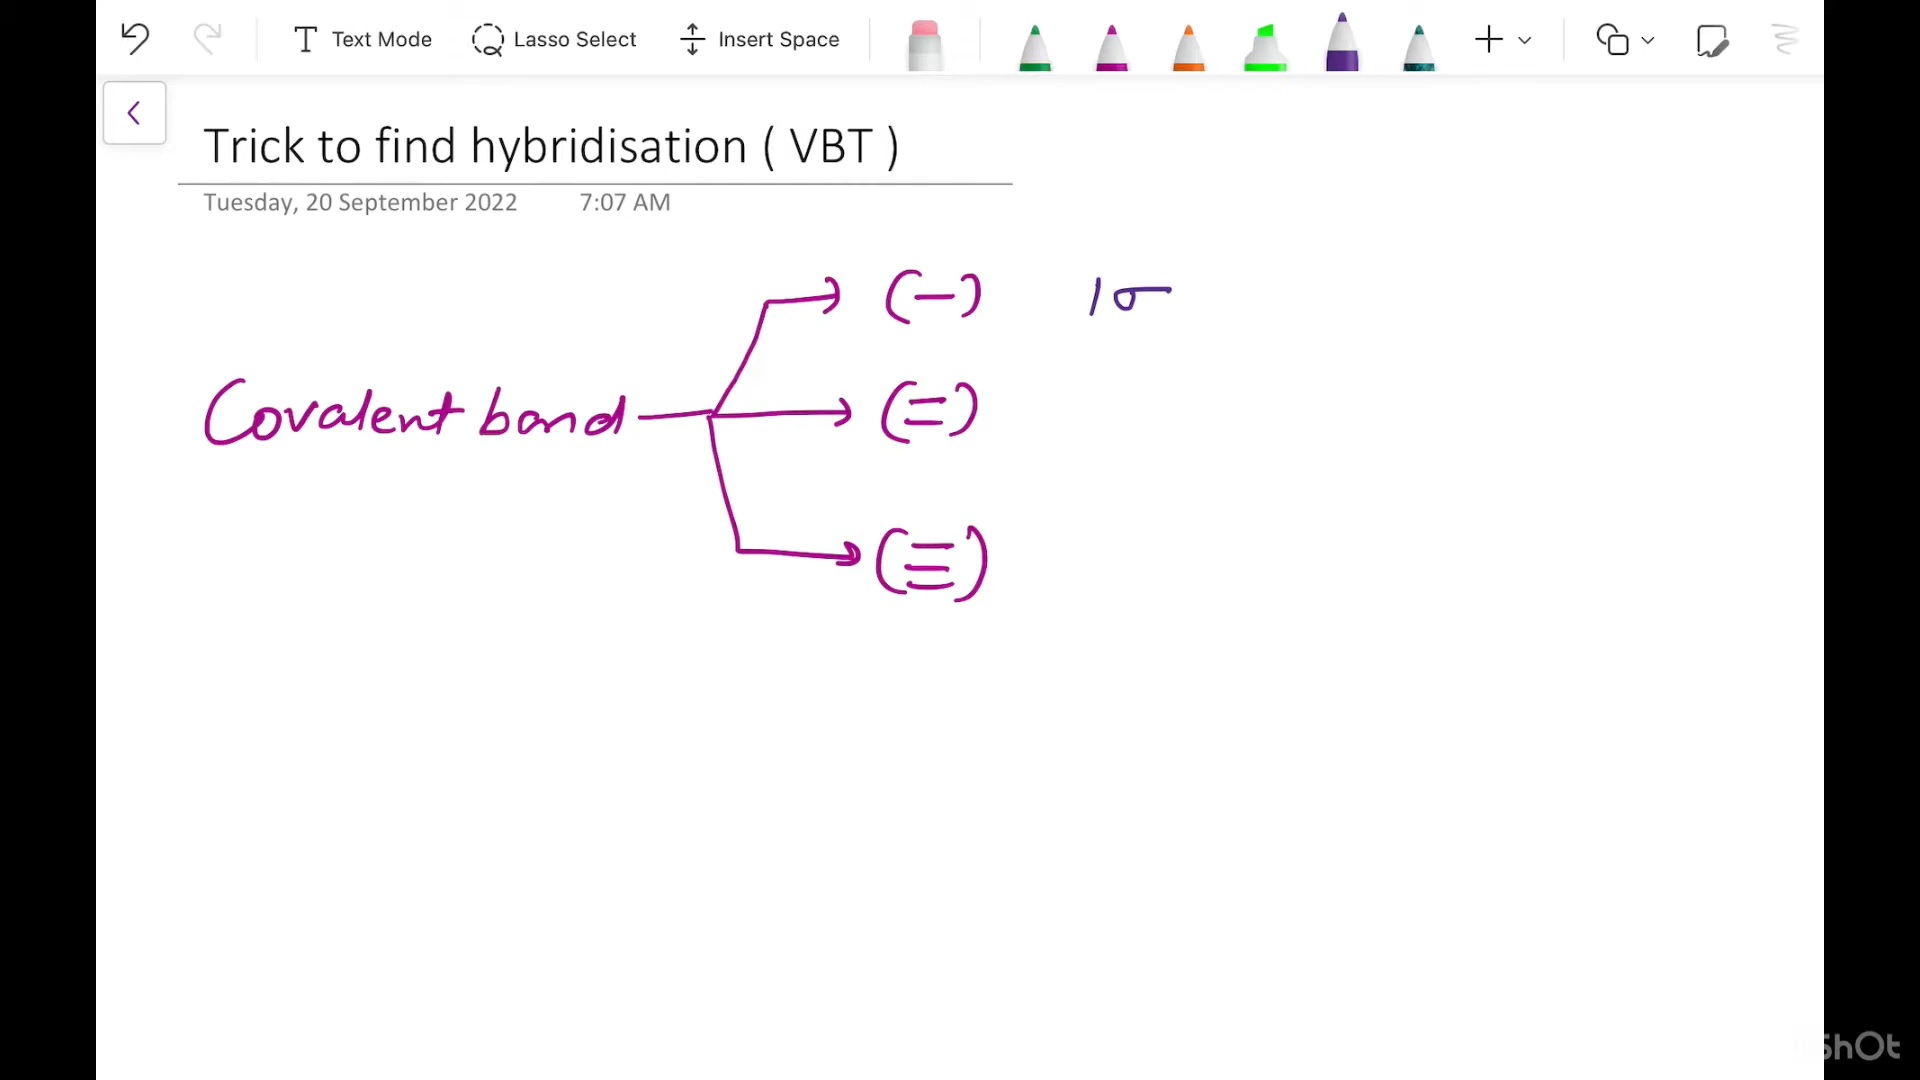 Text Mode Lasso Select Insert Space
Trick to find hybridisation ( VBT )
Tuesday, 20 September 2022 7:07 AM
(–) 1σ
Covalent bond (=)
(≡)